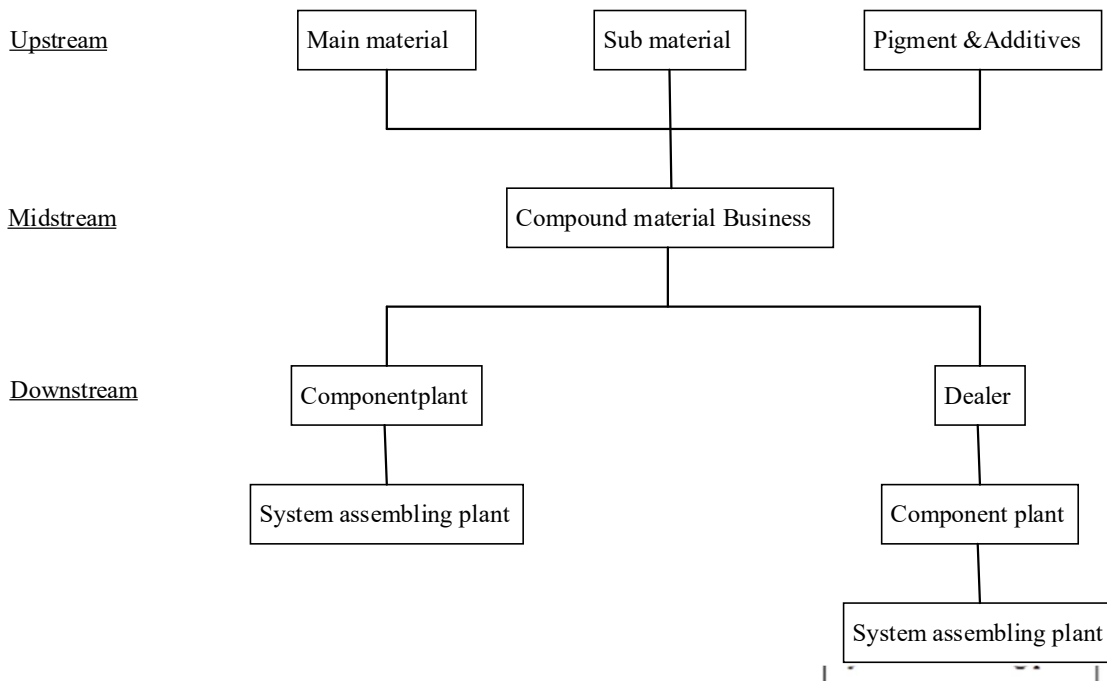 Upstream
Main material
Sub material
Pigment &Additives
Midstream
Compound material Business
Downstream
Componentplant
Dealer
System assembling plant
Component plant
System assembling plant